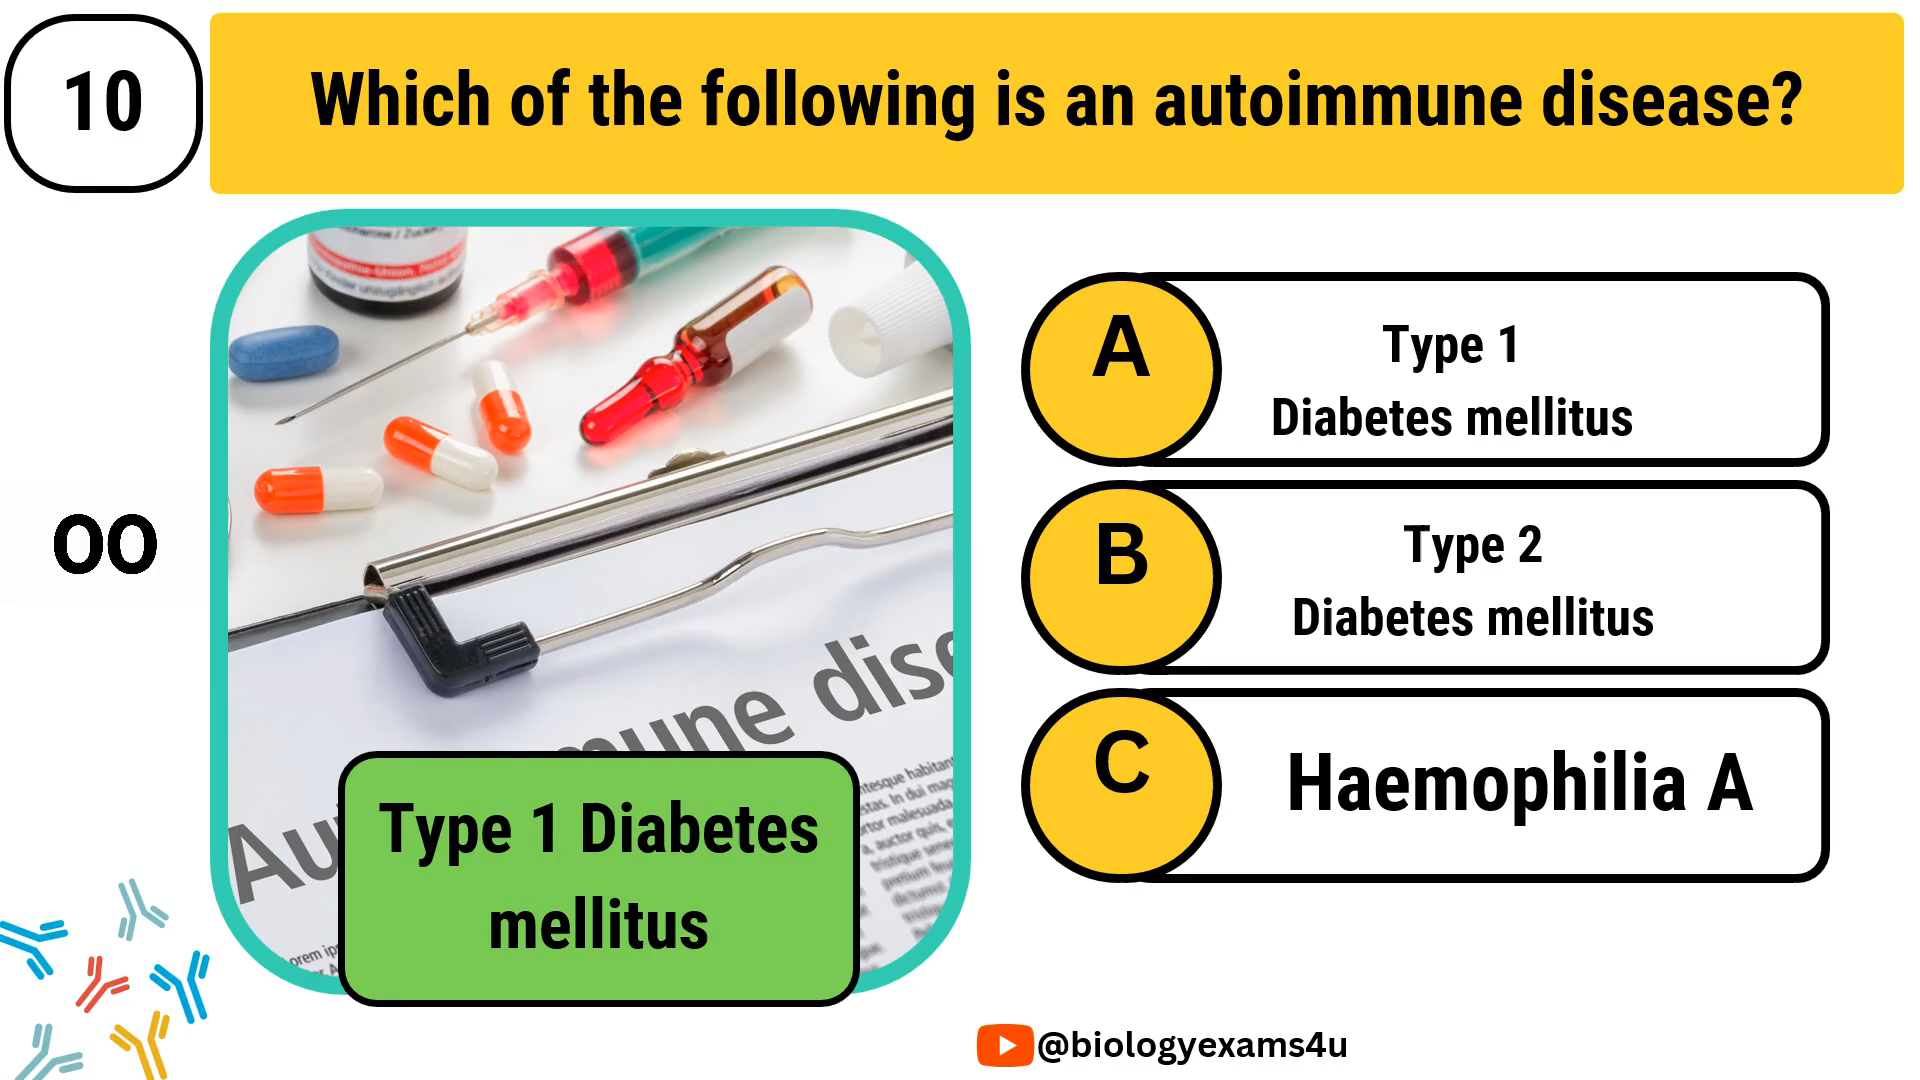 10
Which of the following is an autoimmune disease?
A
Type 1
Diabetes mellitus
B
Type 2
Diabetes mellitus
C
Haemophilia A
00
mune dise
Au
Type 1 Diabetes
mellitus
@biologyexams4u